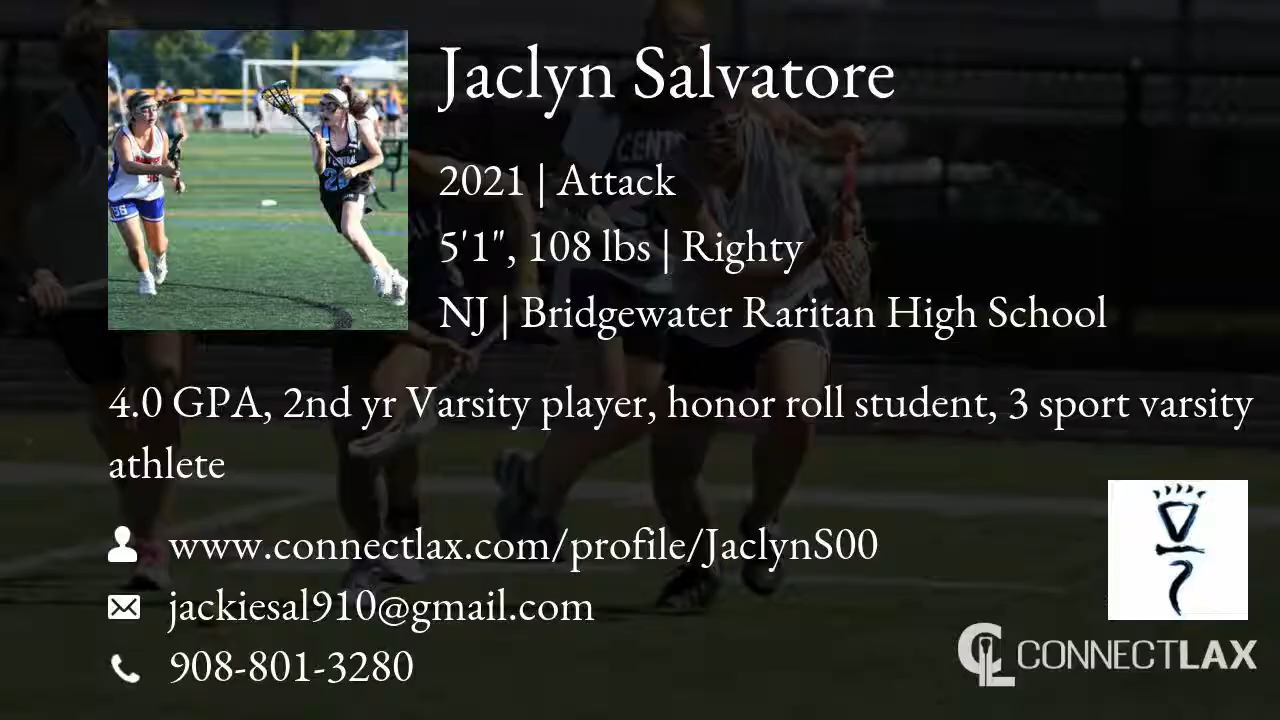 Jaclyn Salvatore
2021 | Attack
5'1", 108 lbs | Righty
NJ | Bridgewater Raritan High School
4.0 GPA, 2nd yr Varsity player, honor roll student, 3 sport varsity
athlete
www.connectlax.com/profile/JaclynS00
jackiesal910@gmail.com
908-801-3280
CONNECTLAX